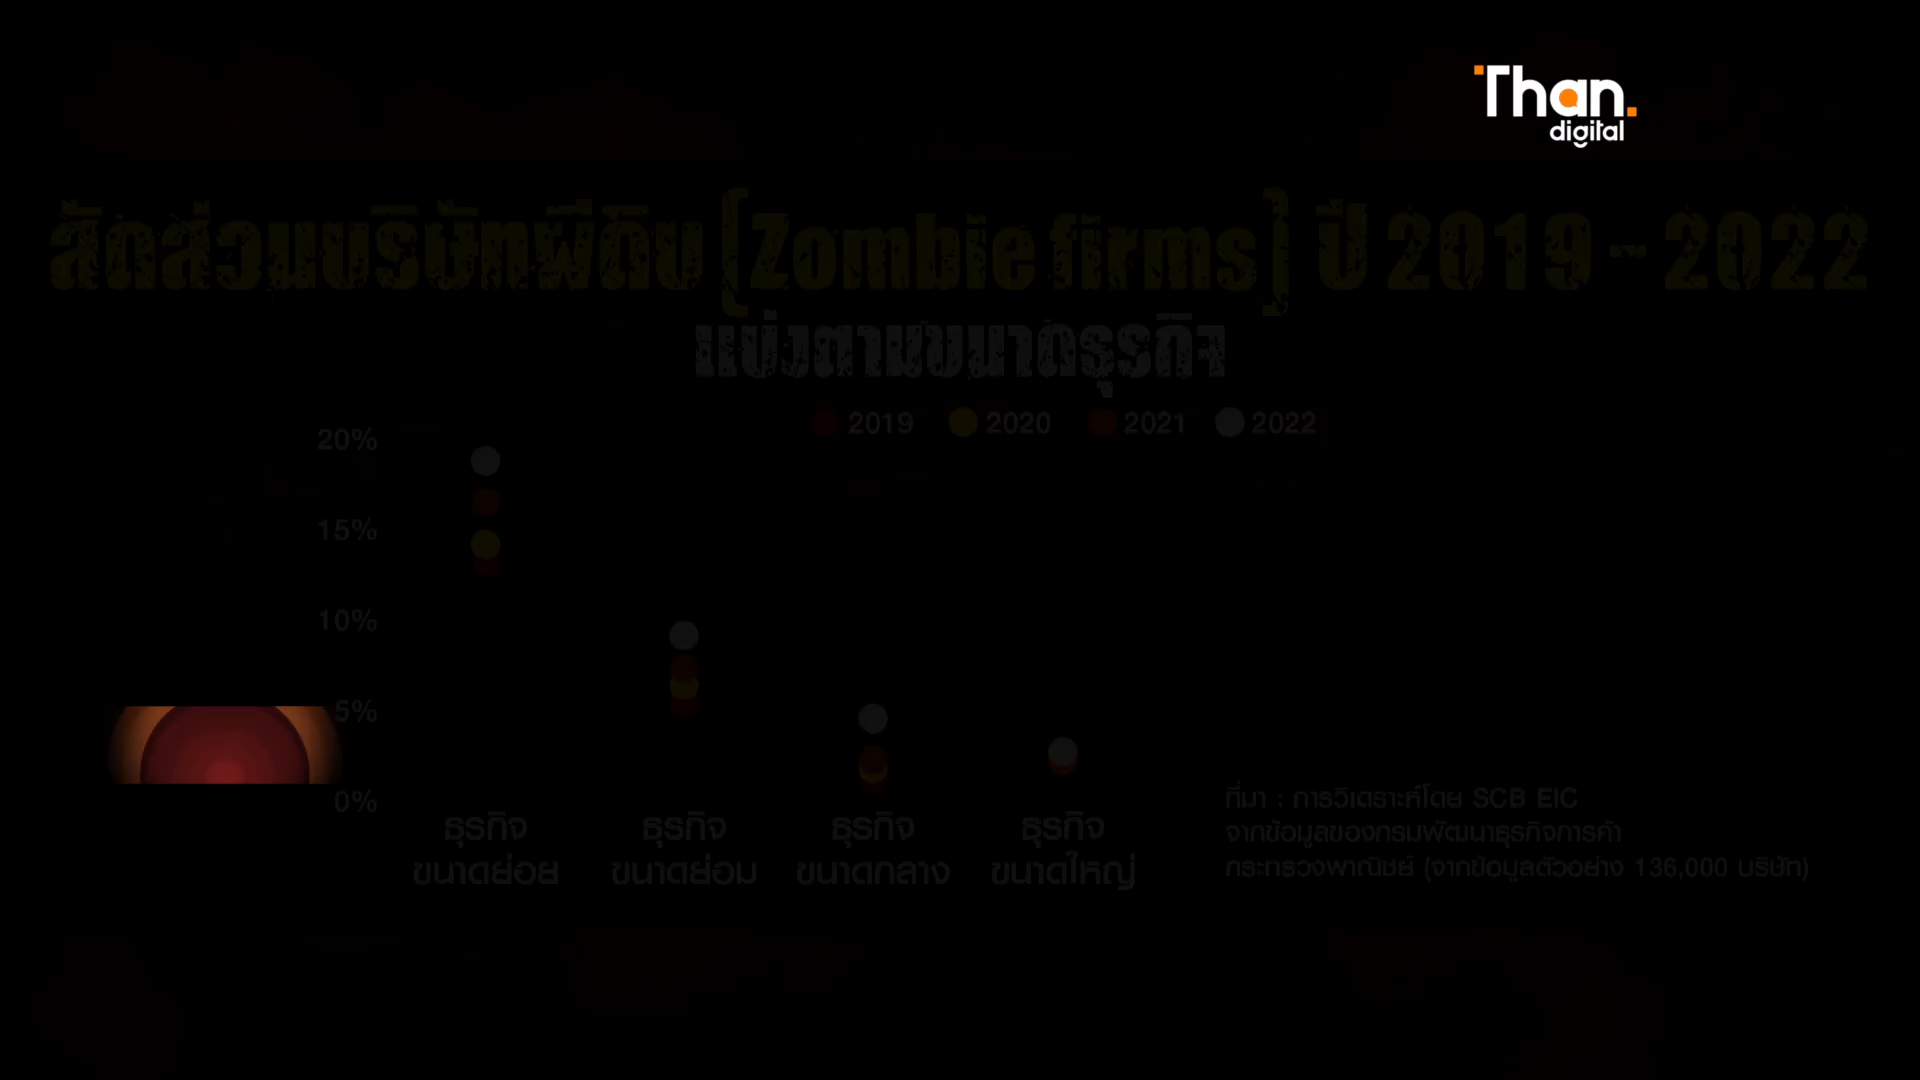 Than.
digital
สัดส่วนบริษัทผีดิบ (Zombie firms) ปี 2019 - 2022
แบ่งตามขนาดธุรกิจ
2019 2020 2021 2022
20%
15%
10%
5%
0%
ธุรกิจ
ขนาดย่อย
ธุรกิจ
ขนาดย่อม
ธุรกิจ
ขนาดกลาง
ธุรกิจ
ขนาดใหญ่
ที่มา : การวิเคราะห์โดย SCB EIC
จากข้อมูลของกรมพัฒนาธุรกิจการค้า
กระทรวงพาณิชย์ (จากข้อมูลตัวอย่าง 136,000 บริษัท)